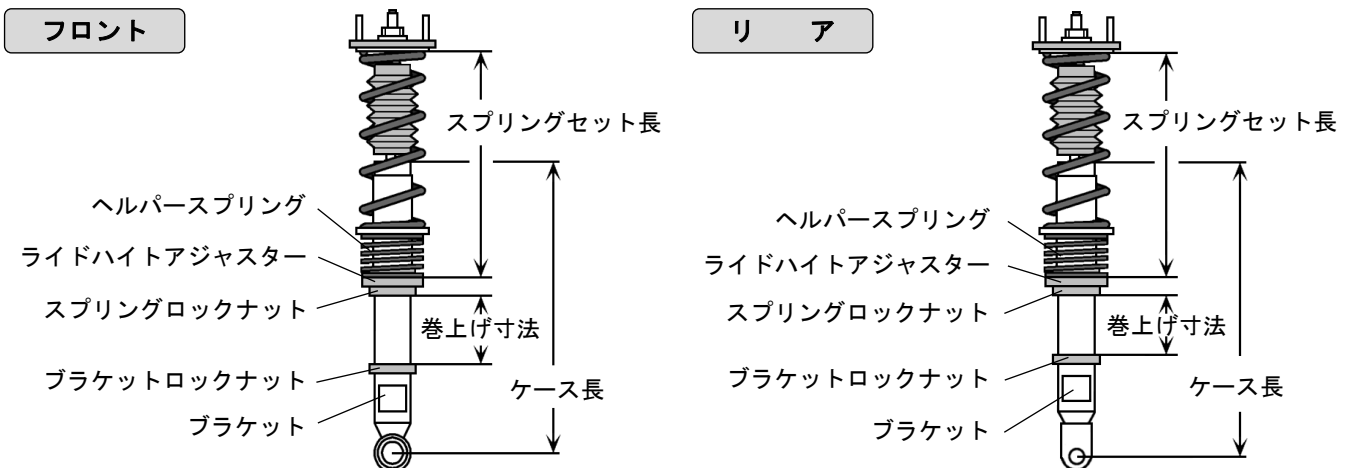 フロント
スプリングセット長
ヘルパースプリング
ライドハイトアジャスター
スプリングロックナット
巻上げ寸法
ブラケットロックナット
ケース長
ブラケット
リ ア
スプリングセット長
ヘルパースプリング
ライドハイトアジャスター
スプリングロックナット
巻上げ寸法
ブラケットロックナット
ケース長
ブラケット